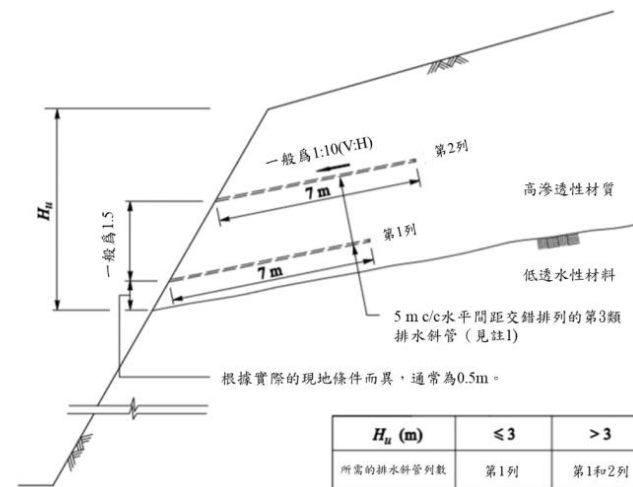 一般爲1:10(V:H)
第2列
7 m
高滲透性材質
Hu
一般爲1.5
第1列
7 m
低透水性材料
5 m c/c水平間距交錯排列的第3類
排水斜管（見註1)
根據實際的現地條件而異，通常為0.5m。
Hu (m) ≤ 3 > 3
所需的排水斜管列數 第1列 第1和2列